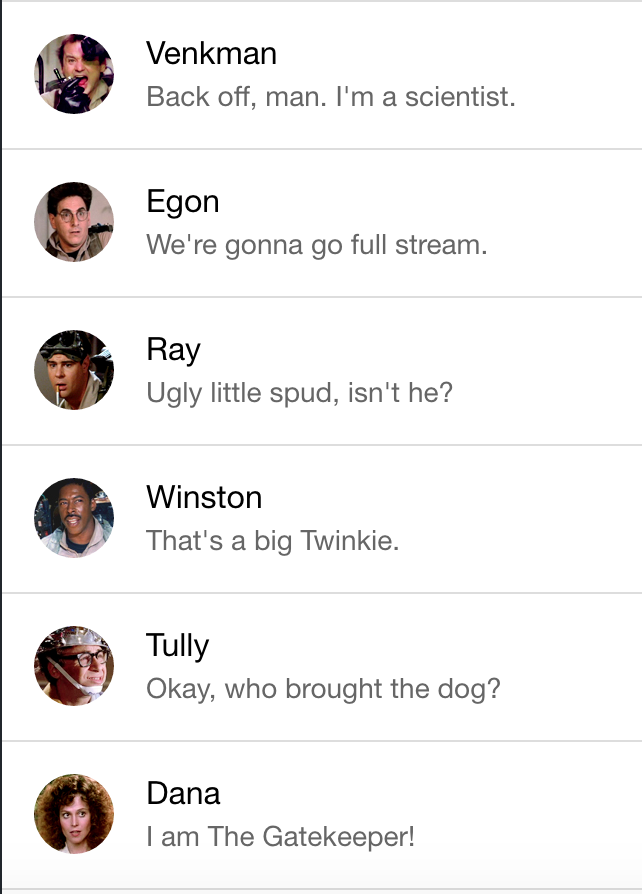 Venkman
Back off, man. I'm a scientist.
Egon
We're gonna go full stream.
Ray
Ugly little spud, isn't he?
Winston
That's a big Twinkie.
Tully
Okay, who brought the dog?
Dana
I am The Gatekeeper!